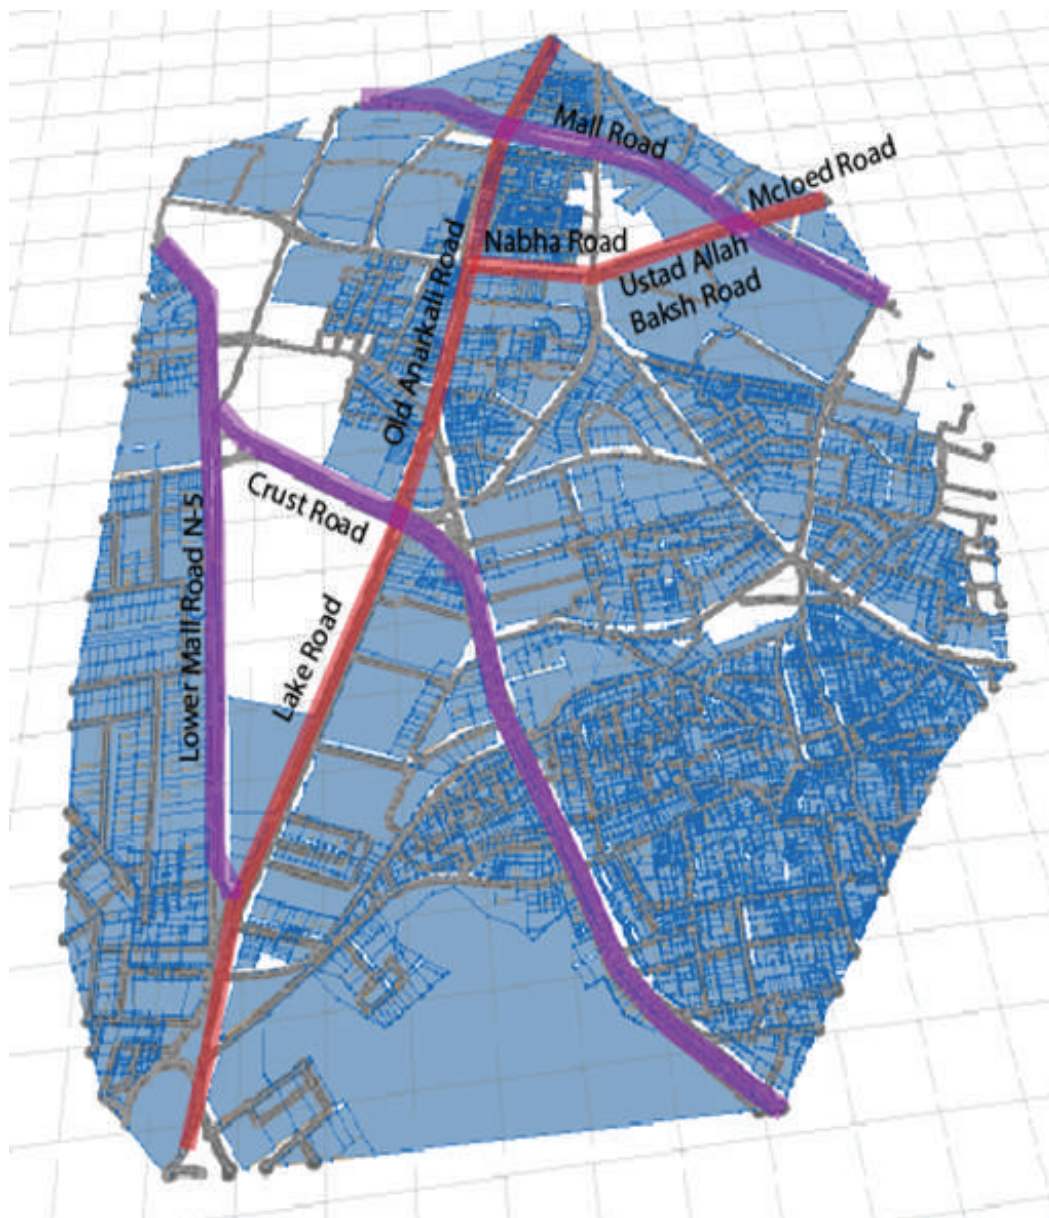 Mall Road
Mcloed Road
Nabha Road
Ustad Allah
Baksh Road
Old Anarkali Road
Crust Road
Lower Mall Road N-5
Lake Road